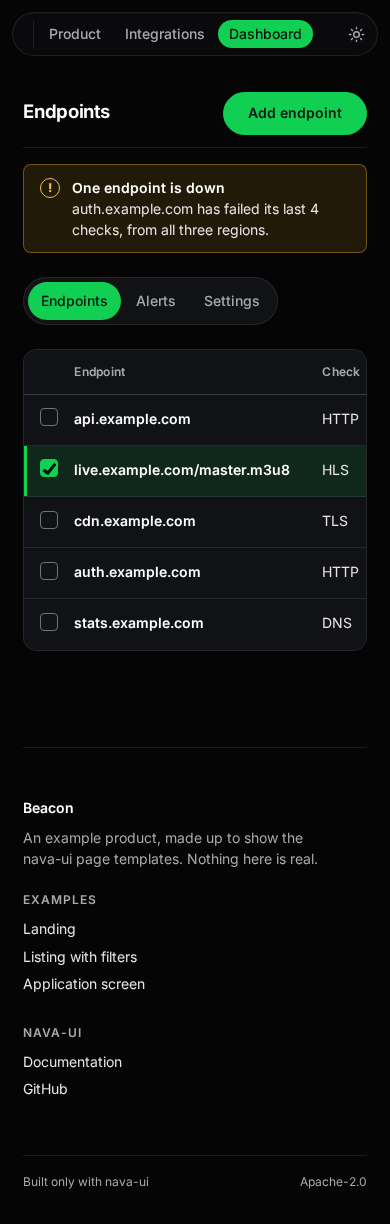 Product Integrations Dashboard
Endpoints
Add endpoint
One endpoint is down
auth.example.com has failed its last 4
checks, from all three regions.
Endpoints Alerts Settings
Endpoint Check
api.example.com HTTP
live.example.com/master.m3u8 HLS
cdn.example.com TLS
auth.example.com HTTP
stats.example.com DNS
Beacon
An example product, made up to show the
nava-ui page templates. Nothing here is real.
EXAMPLES
Landing
Listing with filters
Application screen
NAVA-UI
Documentation
GitHub
Built only with nava-ui Apache-2.0